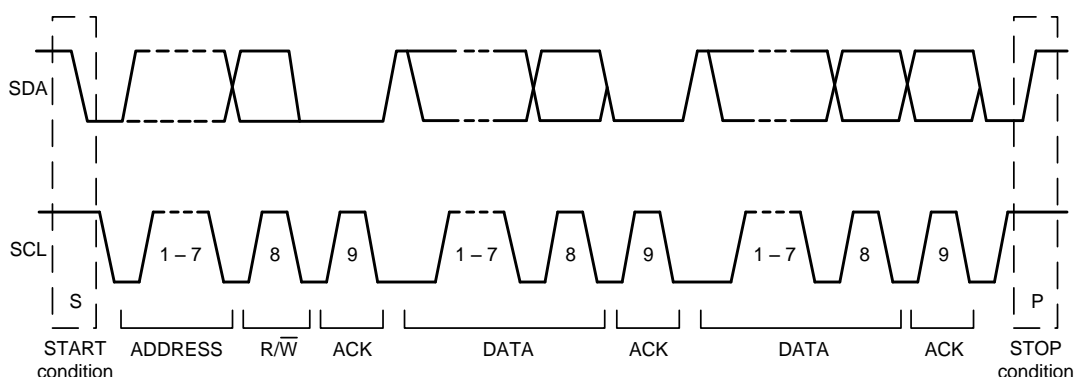 SDA
SCL
1 – 7
8
9
1 – 7
8
9
1 – 7
8
9
S
P
START
condition
ADDRESS
R/W̅
ACK
DATA
ACK
DATA
ACK
STOP
condition